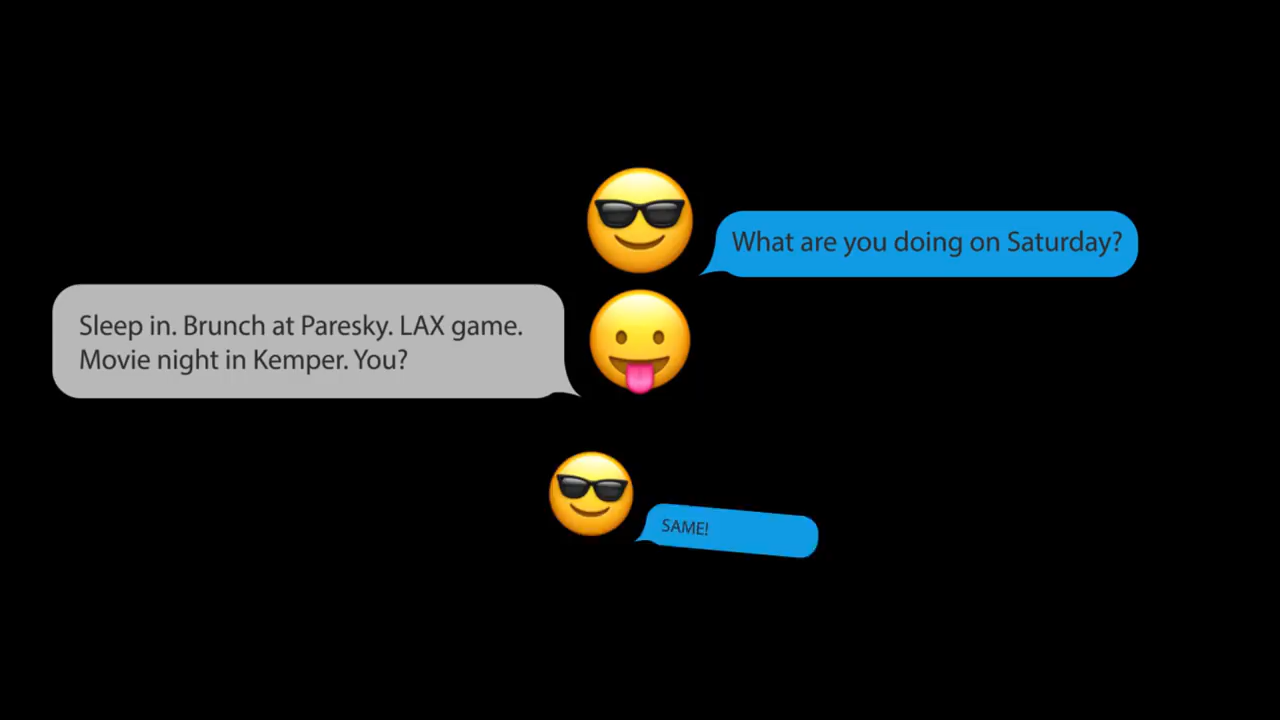 What are you doing on Saturday?
Sleep in. Brunch at Paresky. LAX game.
Movie night in Kemper. You?
SAME!